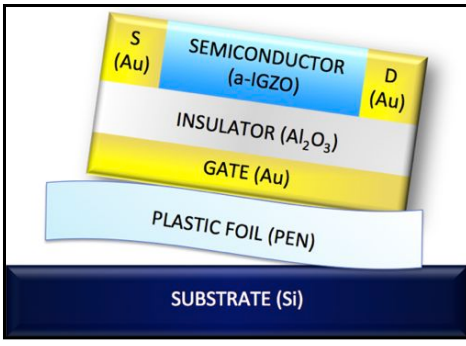 S
(Au)
SEMICONDUCTOR
(a-IGZO)
D
(Au)
INSULATOR (Al₂O₃)
GATE (Au)
PLASTIC FOIL (PEN)
SUBSTRATE (Si)